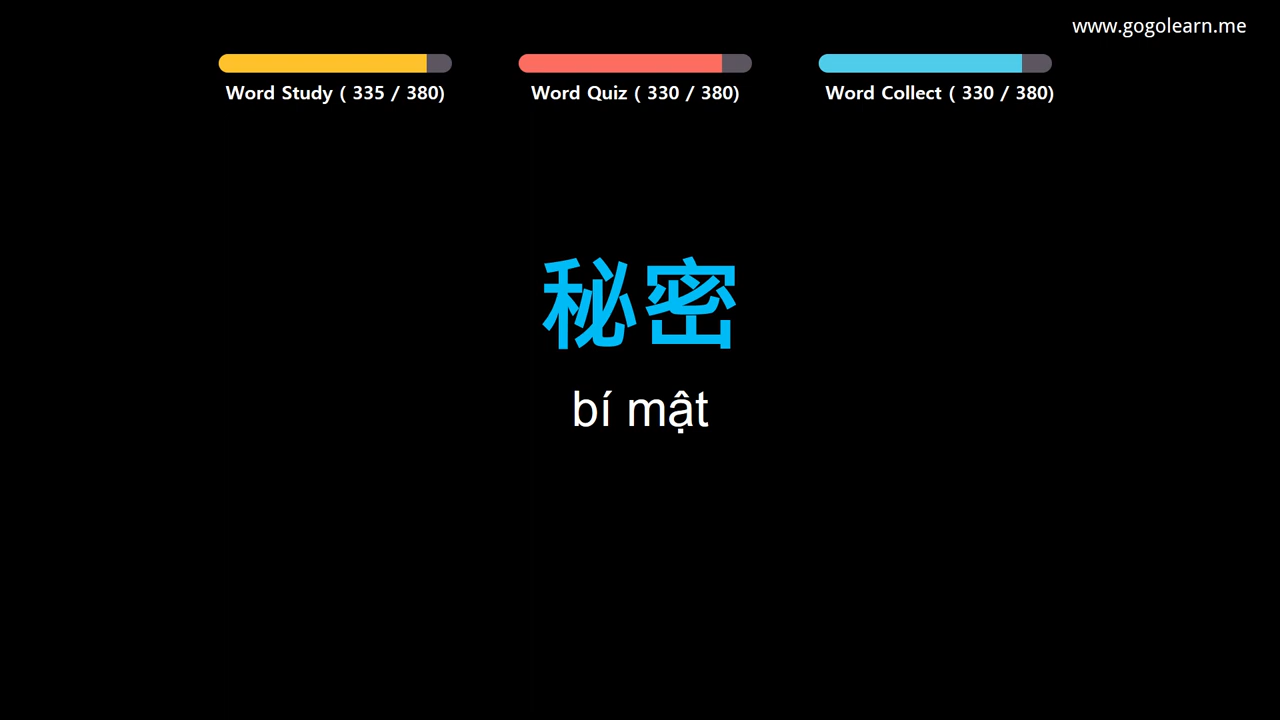 www.gogolearn.me
Word Study ( 335 / 380)
Word Quiz ( 330 / 380)
Word Collect ( 330 / 380)
秘密
bí mật